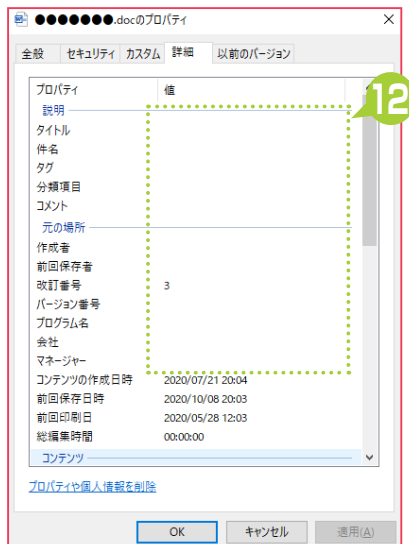 ●●●●●●●.docのプロパティ
全般 セキュリティ カスタム 詳細 以前のバージョン
プロパティ 値
12
説明
タイトル
件名
タグ
分類項目
コメント
元の場所
作成者
前回保存者
改訂番号 3
バージョン番号
プログラム名
会社
マネージャー
コンテンツの作成日時 2020/07/21 20:04
前回保存日時 2020/10/08 20:03
前回印刷日 2020/05/28 12:03
総編集時間 00:00:00
コンテンツ
プロパティや個人情報を削除
OK キャンセル 適用(A)